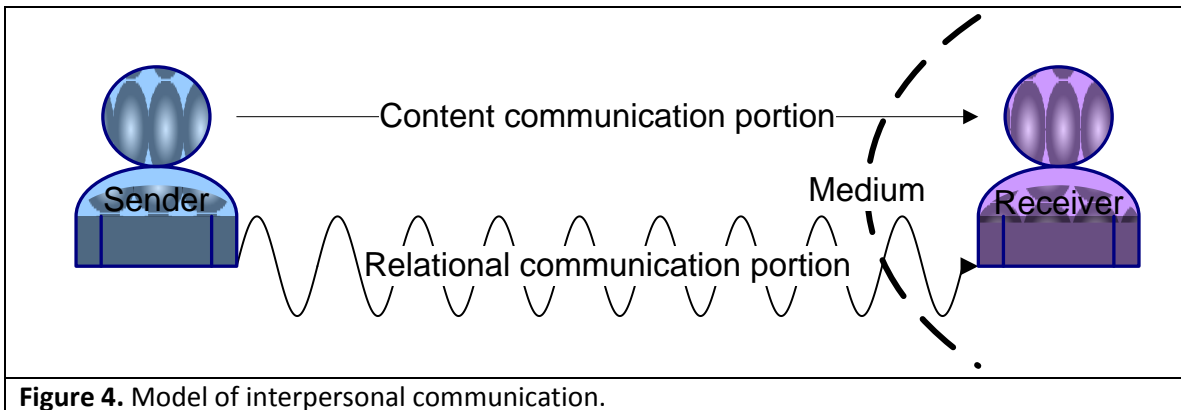 Content communication portion
Sender
Medium
Receiver
Relational communication portion
Figure 4. Model of interpersonal communication.